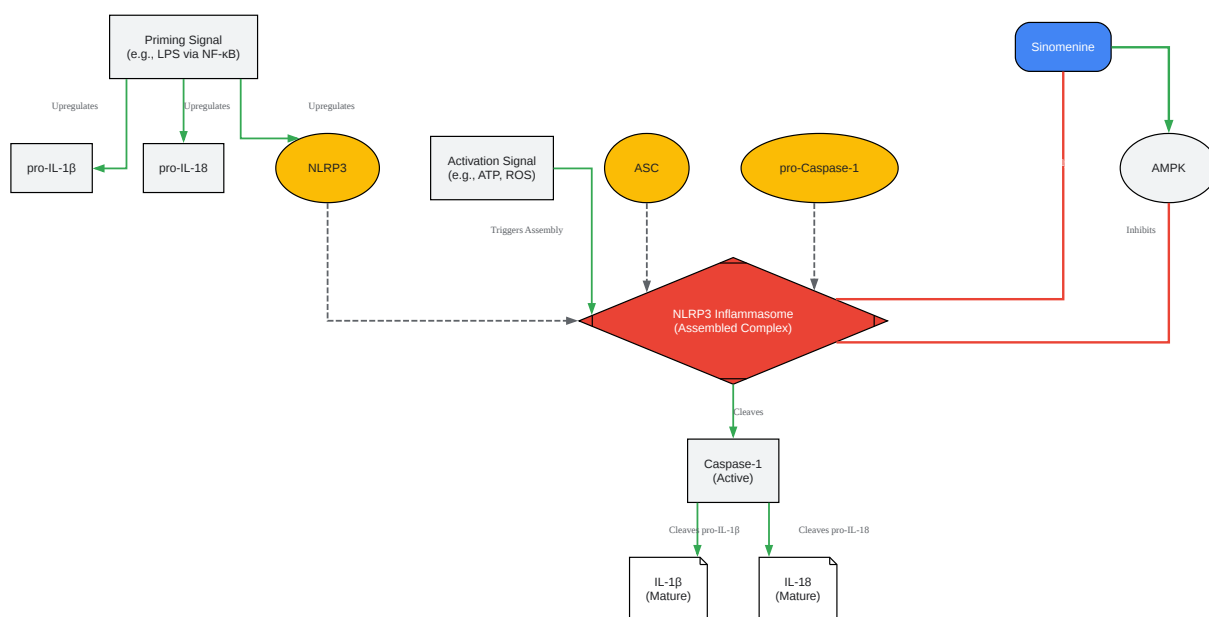 Priming Signal
(e.g., LPS via NF-κB)
Sinomenine
Upregulates
Upregulates
Upregulates
pro-IL-1β
pro-IL-18
NLRP3
Activation Signal
(e.g., ATP, ROS)
ASC
pro-Caspase-1
AMPK
Triggers Assembly
Inhibits
NLRP3 Inflammasome
(Assembled Complex)
Cleaves
Caspase-1
(Active)
Cleaves pro-IL-1β
Cleaves pro-IL-18
IL-1β
(Mature)
IL-18
(Mature)